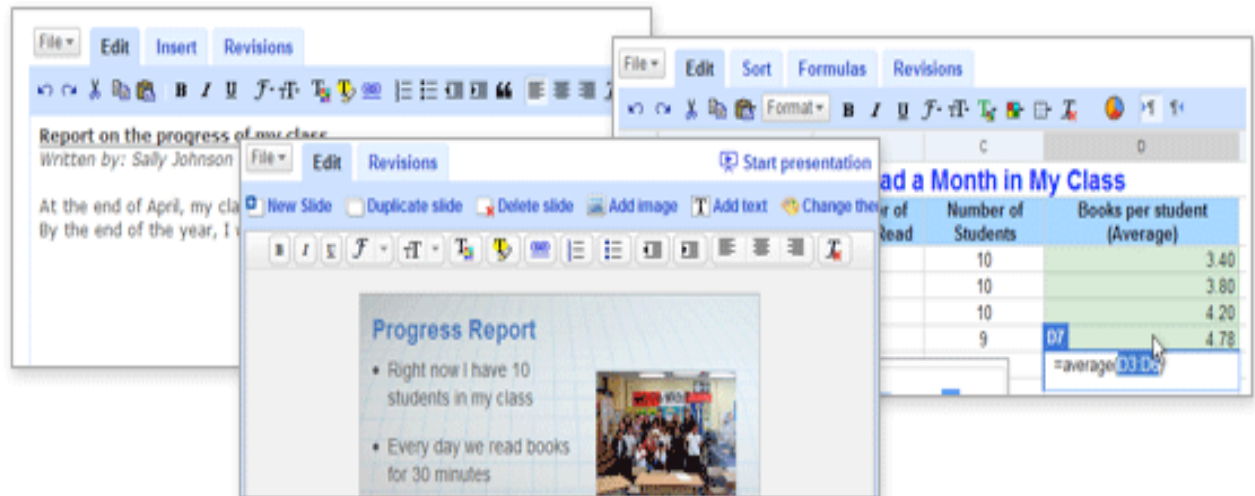 File
Edit Insert Revisions
B I U
Report on the progress of my class
Written by: Sally Johnson
At the end of April, my
By the end of the year, I
File
Edit Sort Formulas Revisions
Format B I U
C D
a Month in My Class
Number of Students
Books per student (Average)
10 3.40
10 3.80
10 4.20
9 4.78
D7
=average(D3:D6)
File
Edit Revisions
Start presentation
New Slide Duplicate slide Delete slide Add image Add text Change
B I U
Progress Report
• Right now I have 10
students in my class
• Every day we read books
for 30 minutes